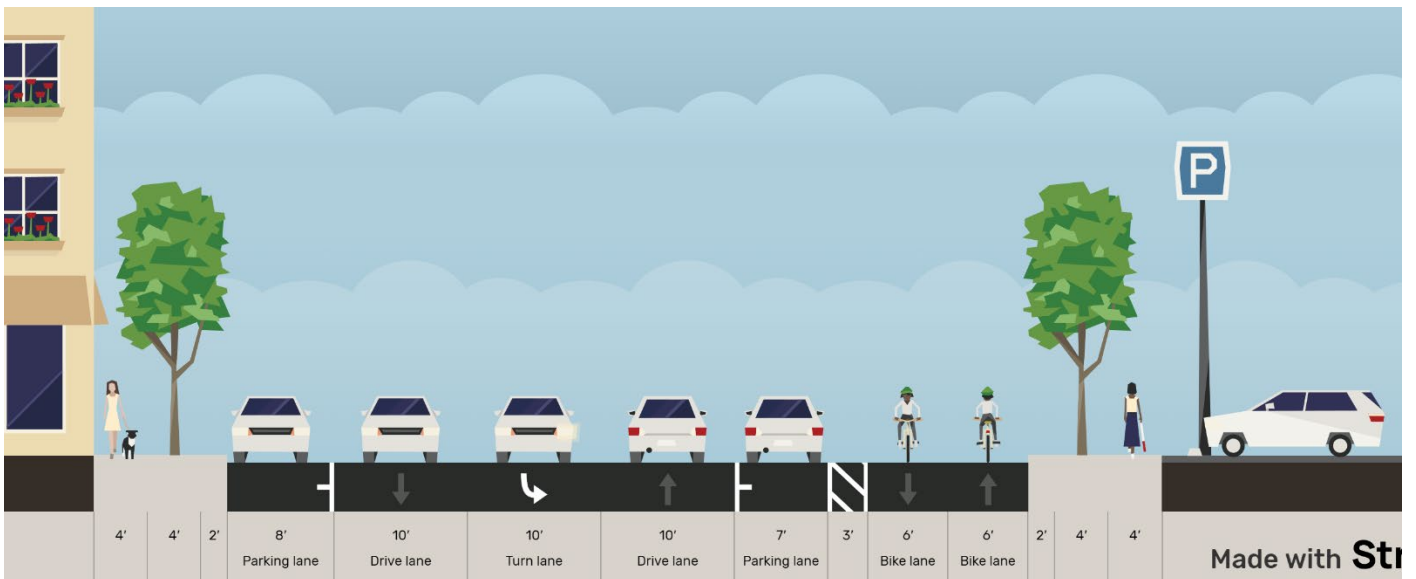 P
4' 4' 2' 8' 10' 10' 10' 7' 3' 6' 6' 2' 4' 4'
Parking lane Drive lane Turn lane Drive lane Parking lane Bike lane Bike lane
Made with Str